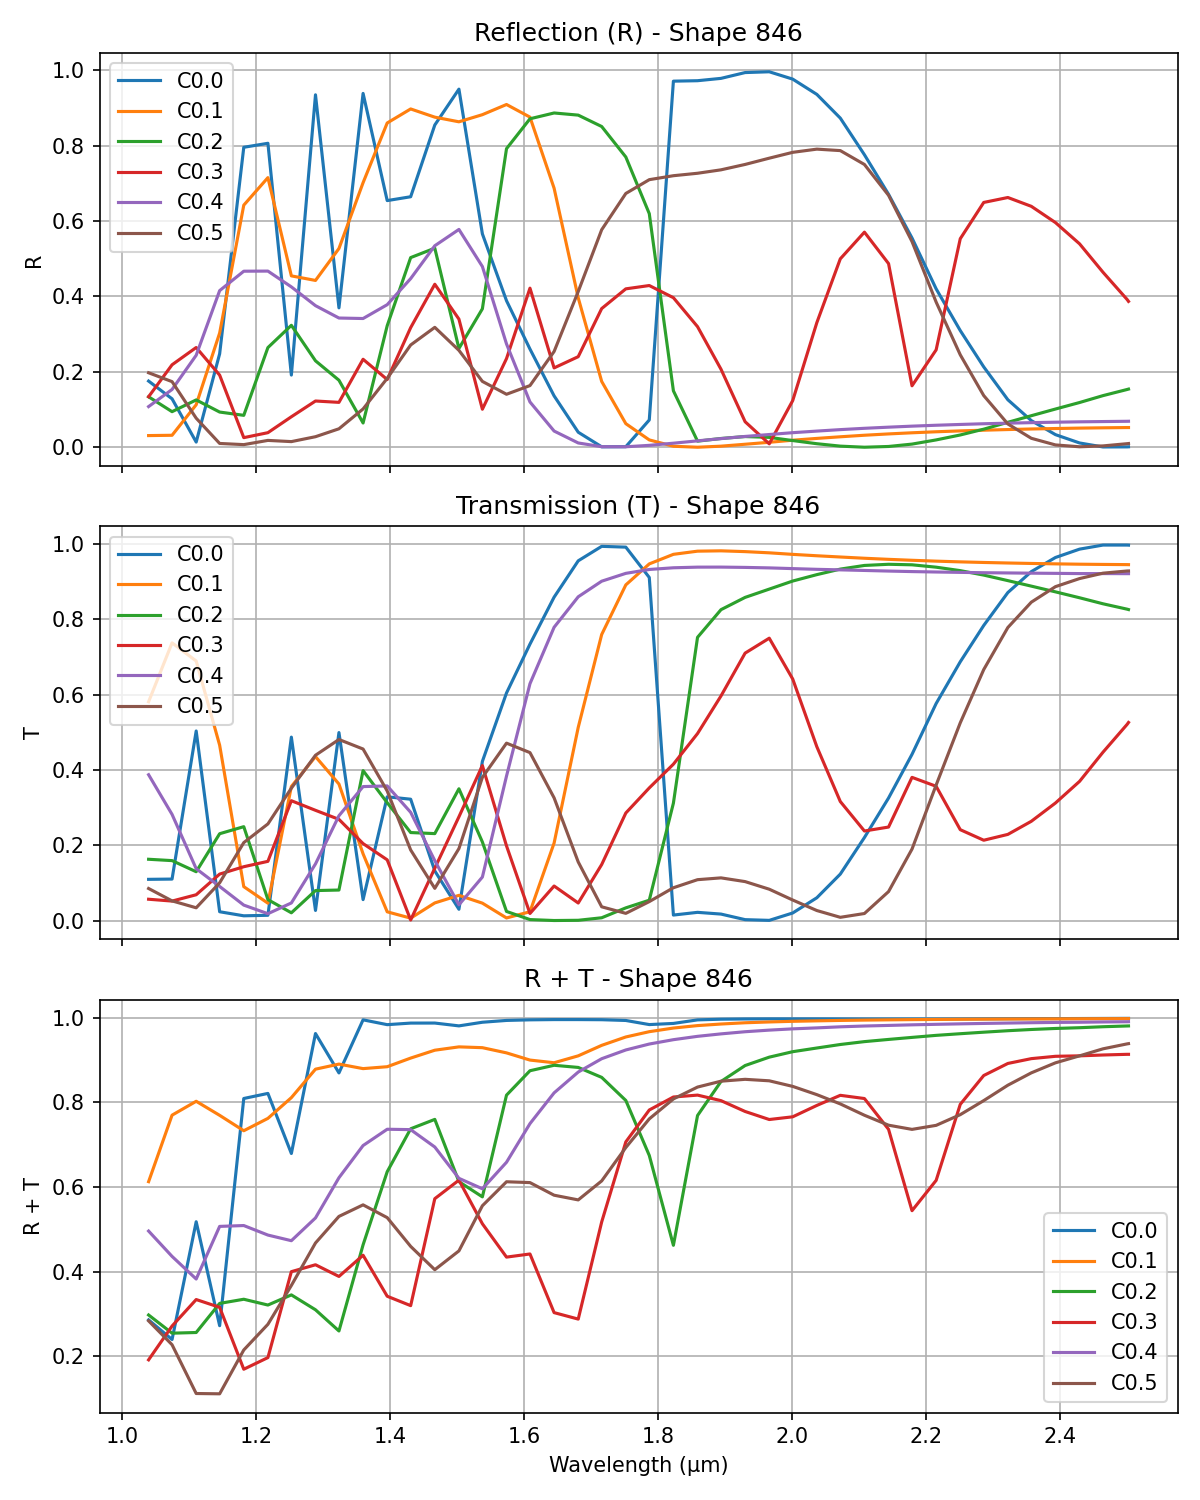 Reflection (R) - Shape 846
1.0
0.8
0.6
0.4
0.2
0.0
R
C0.0
C0.1
C0.2
C0.3
C0.4
C0.5
Transmission (T) - Shape 846
1.0
0.8
0.6
0.4
0.2
0.0
T
C0.0
C0.1
C0.2
C0.3
C0.4
C0.5
R + T - Shape 846
1.0
0.8
0.6
0.4
0.2
R + T
C0.0
C0.1
C0.2
C0.3
C0.4
C0.5
1.0 1.2 1.4 1.6 1.8 2.0 2.2 2.4
Wavelength (μm)